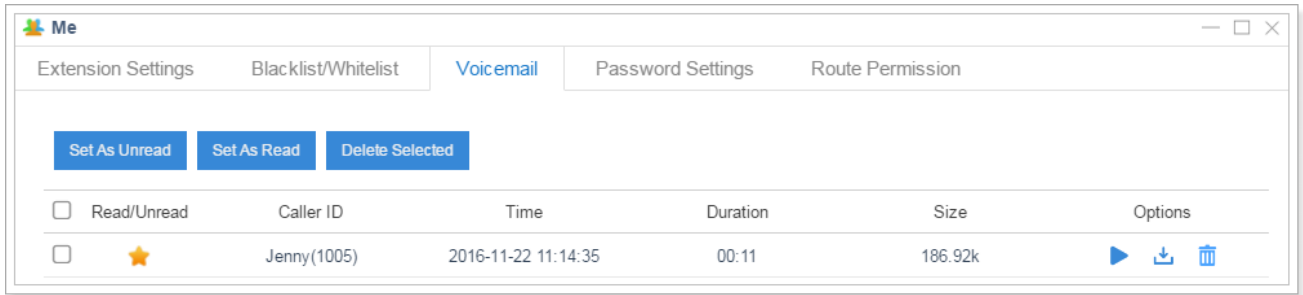 Me
Extension Settings Blacklist/Whitelist Voicemail Password Settings Route Permission
Set As Unread Set As Read Delete Selected
Read/Unread Caller ID Time Duration Size Options
Jenny(1005) 2016-11-22 11:14:35 00:11 186.92k